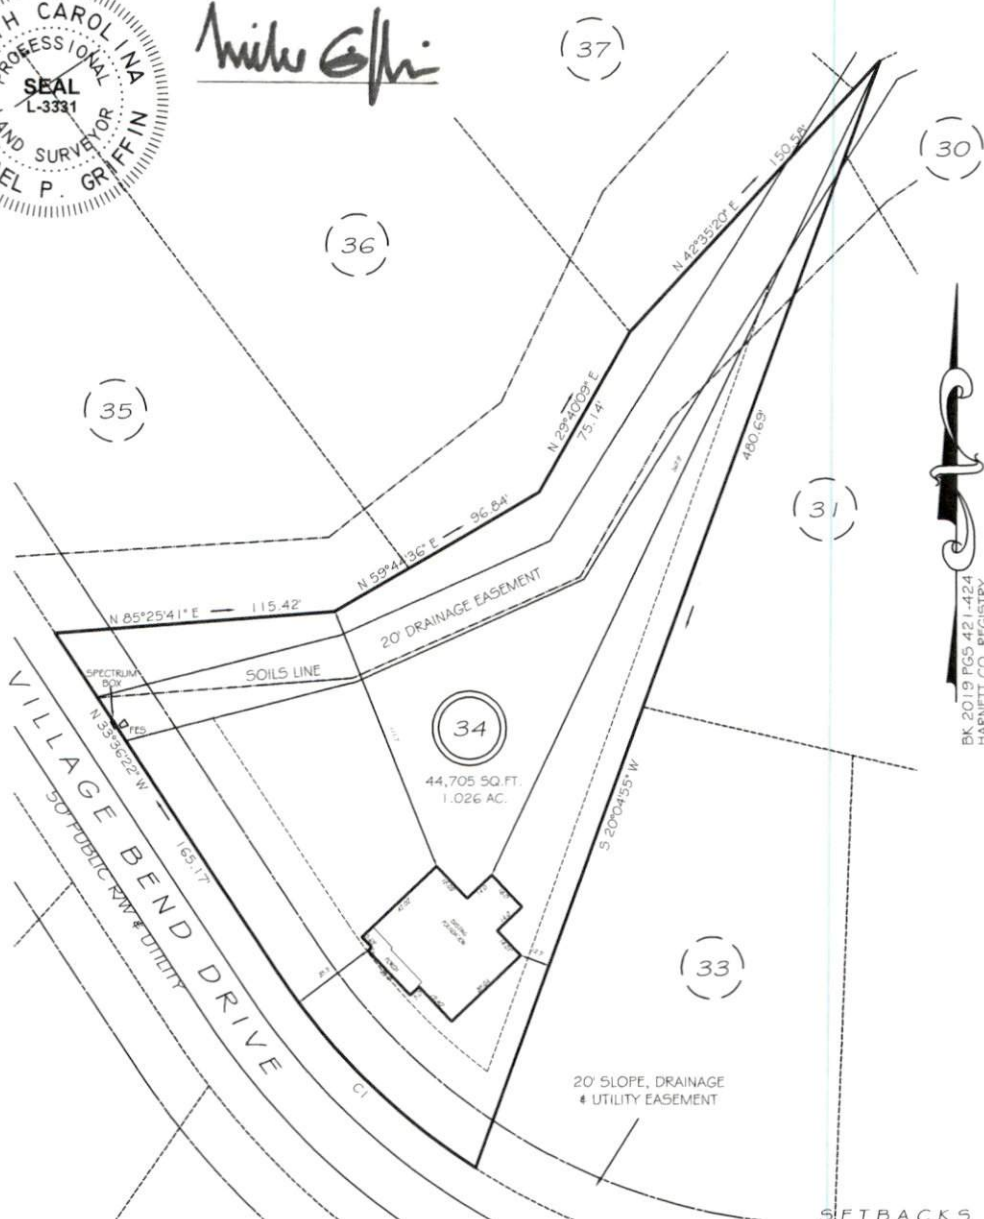 H CAROLINA
PROFESSIONAL
SEAL
L-3331
LAND SURVEYOR
EL P. GRIFFIN
37
30
36
35
31
150.58'
N 42°35'20" E
N 29°40'09" E
75.14'
480.69'
N 59°44'36" E
96.84'
N 85°25'41" E
115.42'
20' DRAINAGE EASEMENT
SOILS LINE
SPECTRUM
BOX
FES
N 33°36'22" W
165.17'
34
44,705 SQ.FT.
1.026 AC.
S 20°04'55" W
VILLAGE BEND DRIVE
50' PUBLIC R/W & UTILITY
PORCH
C1
33
20' SLOPE, DRAINAGE
& UTILITY EASEMENT
BK 2019 PGS 421-424
HARNETT CO. REGISTRY
SETBACKS